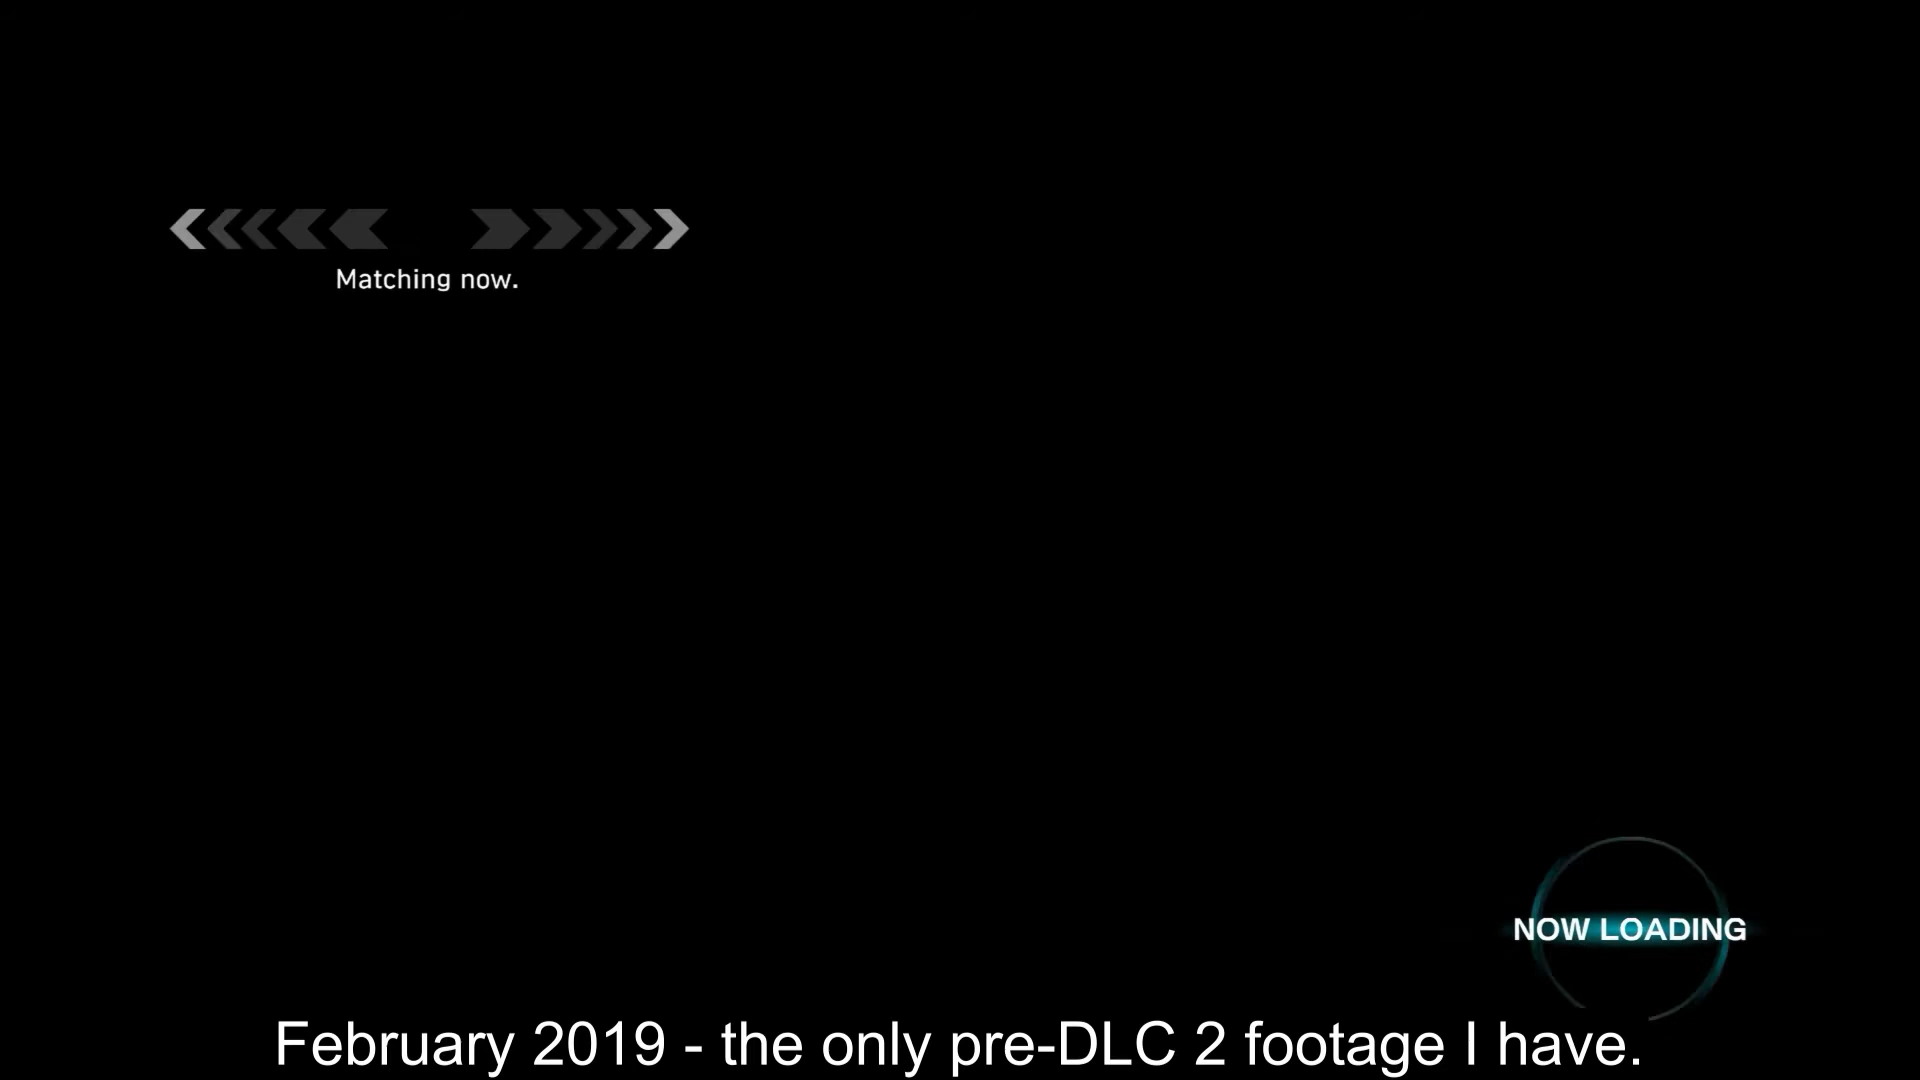 Matching now.
NOW LOADING
February 2019 - the only pre-DLC 2 footage I have.